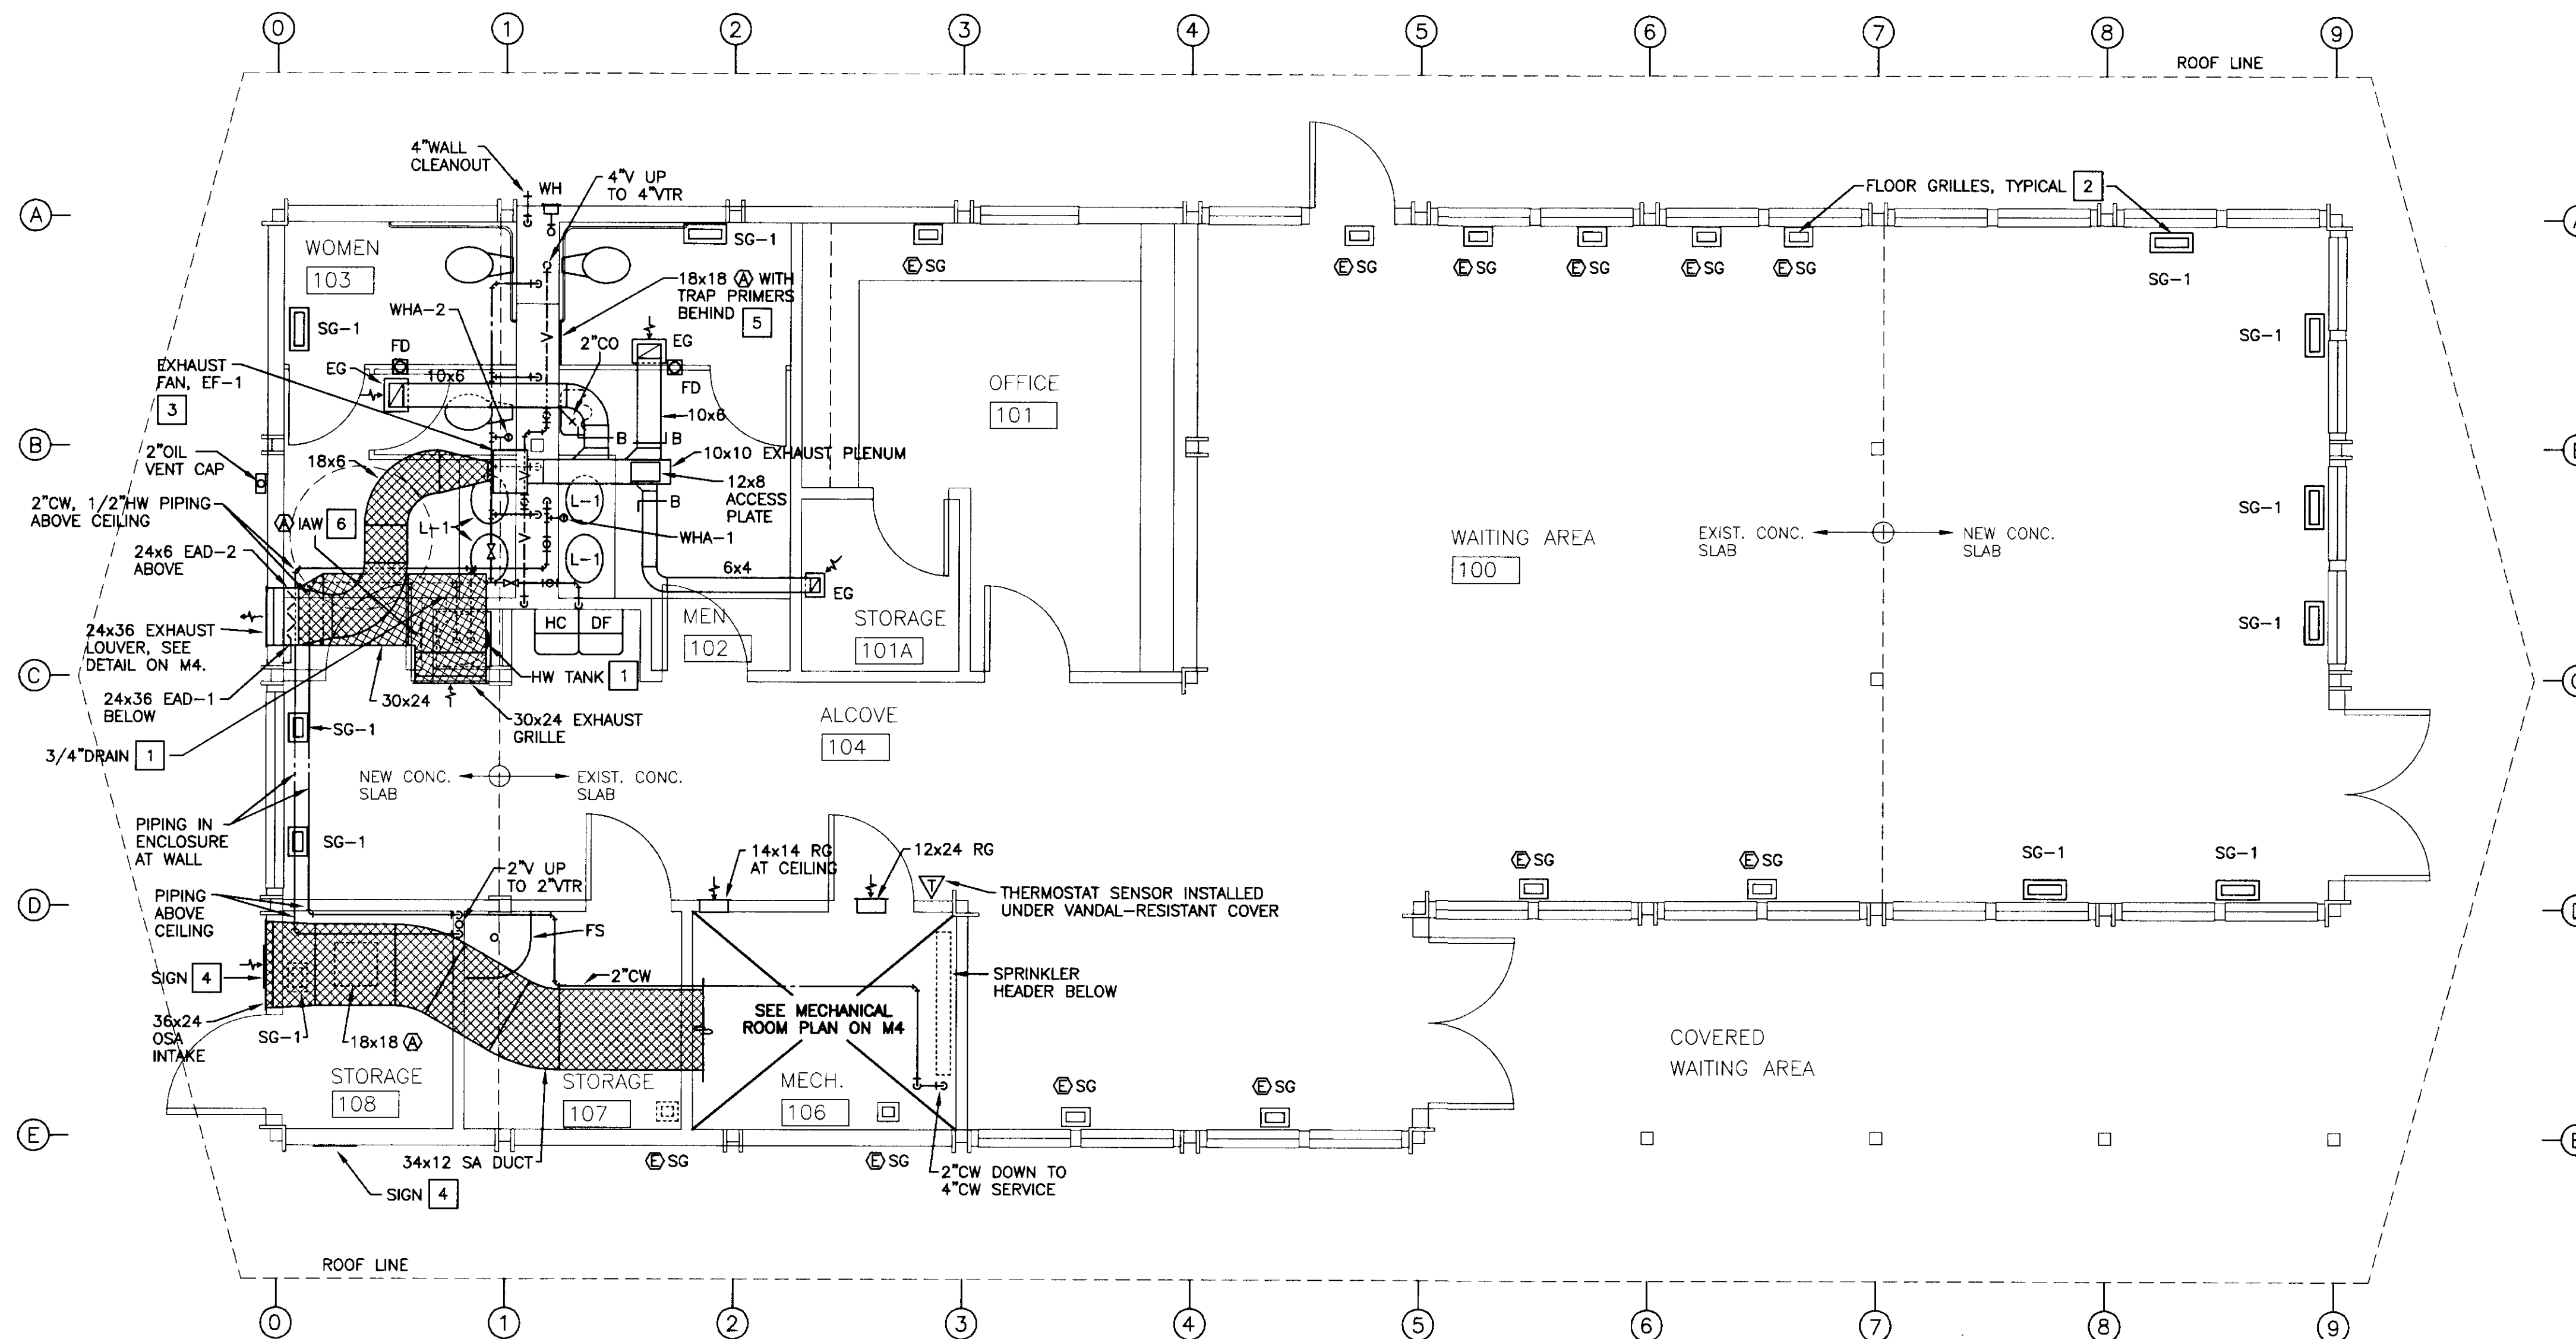 0 1 2 3 4 5 6 7 8 9
ROOF LINE
4"WALL
CLEANOUT
WH
4"V UP
TO 4"VTR
FLOOR GRILLES, TYPICAL 2
A
WOMEN
103
SG-1
E SG
E SG
E SG
E SG
E SG
E SG
SG-1
18x18 A WITH
TRAP PRIMERS
BEHIND 5
WHA-2
SG-1
SG-1
2"CO
EG
FD
EXHAUST
FAN, EF-1
3
FD
EG
10x6
10x6
OFFICE
101
B
B
B
2"OIL
VENT CAP
18x6
10x10 EXHAUST PLENUM
12x8
ACCESS
PLATE
B
2"CW, 1/2"HW PIPING
ABOVE CEILING
A IAW 6
L-1
L-1
L-1
WHA-1
SG-1
WAITING AREA
100
EXIST. CONC.
SLAB
NEW CONC.
SLAB
24x6 EAD-2
ABOVE
6x4
EG
24x36 EXHAUST
LOUVER, SEE
DETAIL ON M4.
HC
DF
MEN
102
STORAGE
101A
SG-1
C
24x36 EAD-1
BELOW
30x24
HW TANK 1
30x24 EXHAUST
GRILLE
3/4"DRAIN 1
SG-1
ALCOVE
104
NEW CONC.
SLAB
EXIST. CONC.
SLAB
PIPING IN
ENCLOSURE
AT WALL
SG-1
14x14 RG
AT CEILING
12x24 RG
E SG
E SG
SG-1
SG-1
2"V UP
TO 2"VTR
T
THERMOSTAT SENSOR INSTALLED
UNDER VANDAL-RESISTANT COVER
PIPING
ABOVE
CEILING
D
FS
SIGN 4
2"CW
SPRINKLER
HEADER BELOW
SEE MECHANICAL
ROOM PLAN ON M4
36x24
OSA
INTAKE
SG-1
18x18 A
COVERED
WAITING AREA
STORAGE
108
STORAGE
107
MECH.
106
E SG
E SG
E
34x12 SA DUCT
E SG
E SG
2"CW DOWN TO
4"CW SERVICE
SIGN 4
ROOF LINE
0 1 2 3 4 5 6 7 8 9